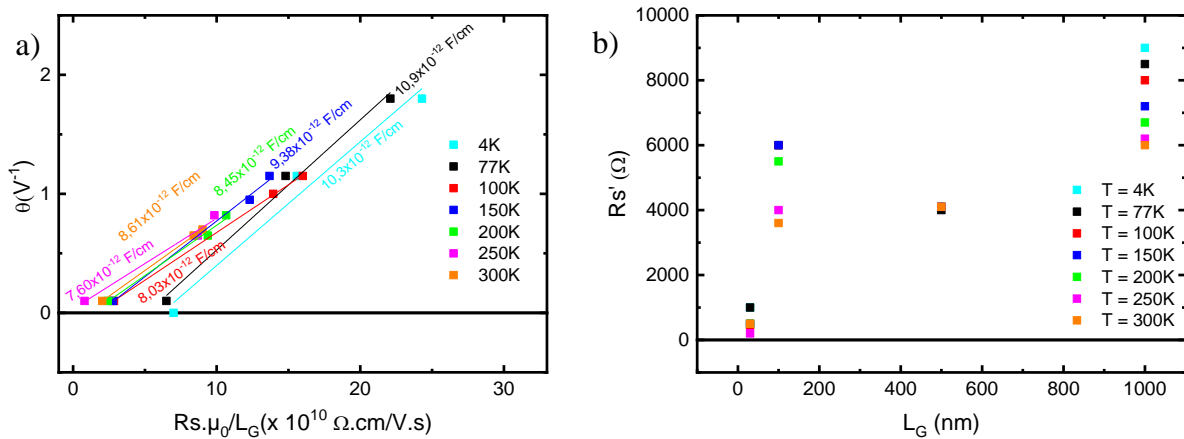 a)
θ(V⁻¹)
2
1
0
0
10
20
30
Rs.μ₀/L_G(x 10¹⁰ Ω.cm/V.s)
7,60x10⁻¹² F/cm
8,61x10⁻¹² F/cm
8,45x10⁻¹² F/cm
9,38x10⁻¹² F/cm
10,9x10⁻¹² F/cm
10,3x10⁻¹² F/cm
8,03x10⁻¹² F/cm
4K
77K
100K
150K
200K
250K
300K
b)
Rs' (Ω)
10000
8000
6000
4000
2000
0
0
200
400
600
800
1000
L_G (nm)
T = 4K
T = 77K
T = 100K
T = 150K
T = 200K
T = 250K
T = 300K